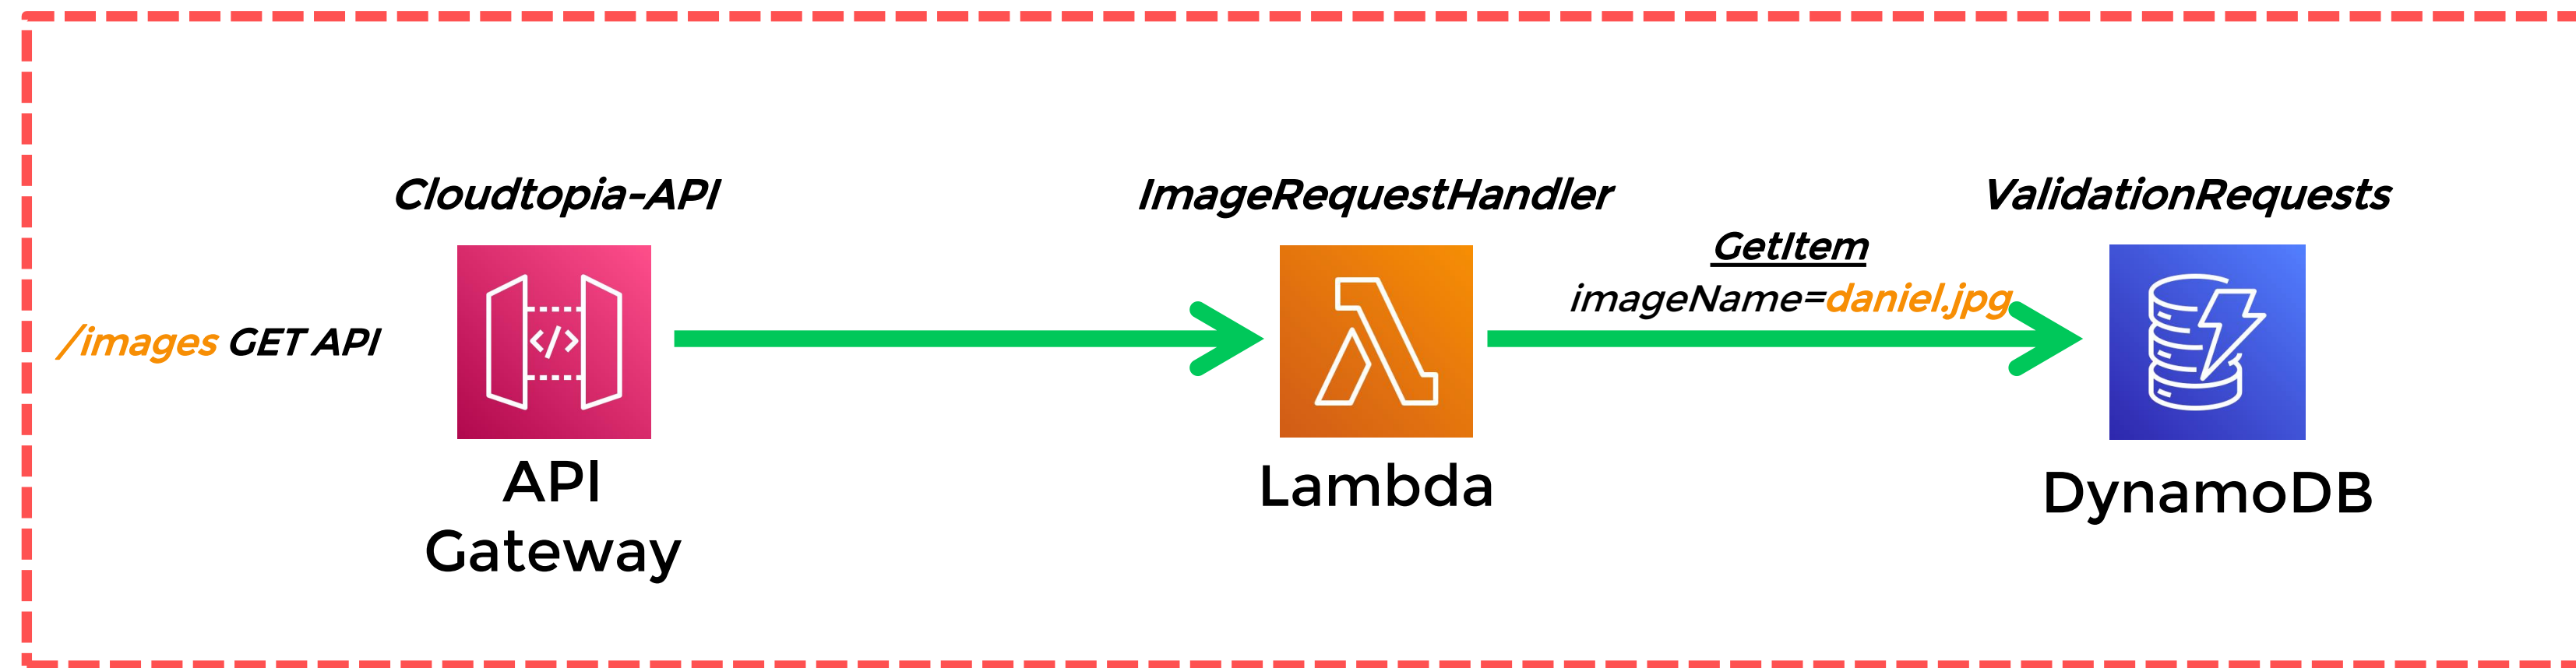 Cloudtopia-API
ImageRequestHandler
ValidationRequests
GetItem
imageName=daniel.jpg
/images GET API
</>
API
Gateway
Lambda
DynamoDB